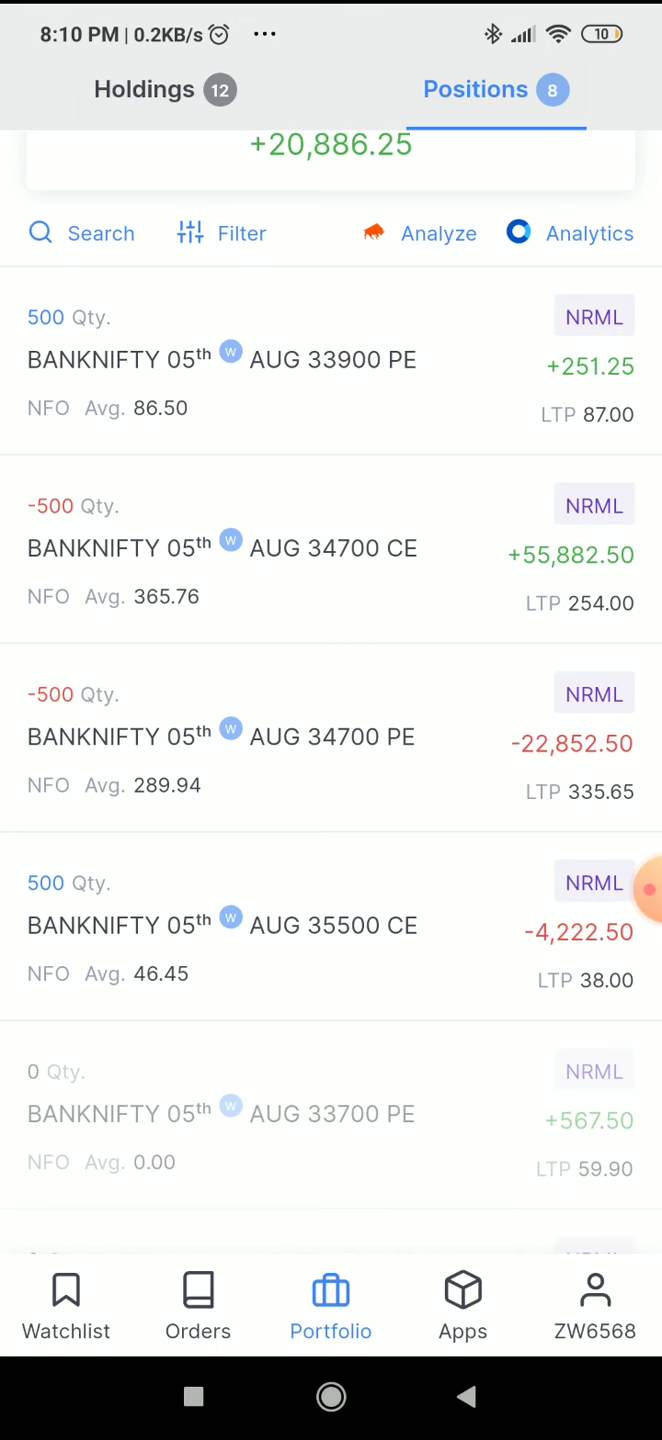 8:10 PM | 0.2KB/s ... 10
Holdings 12 Positions 8
+20,886.25
Search Filter Analyze Analytics
500 Qty. NRML
BANKNIFTY 05th W AUG 33900 PE +251.25
NFO Avg. 86.50 LTP 87.00
-500 Qty. NRML
BANKNIFTY 05th W AUG 34700 CE +55,882.50
NFO Avg. 365.76 LTP 254.00
-500 Qty. NRML
BANKNIFTY 05th W AUG 34700 PE -22,852.50
NFO Avg. 289.94 LTP 335.65
500 Qty. NRML
BANKNIFTY 05th W AUG 35500 CE -4,222.50
NFO Avg. 46.45 LTP 38.00
0 Qty. NRML
BANKNIFTY 05th W AUG 33700 PE +567.50
NFO Avg. 0.00 LTP 59.90
Watchlist Orders Portfolio Apps ZW6568